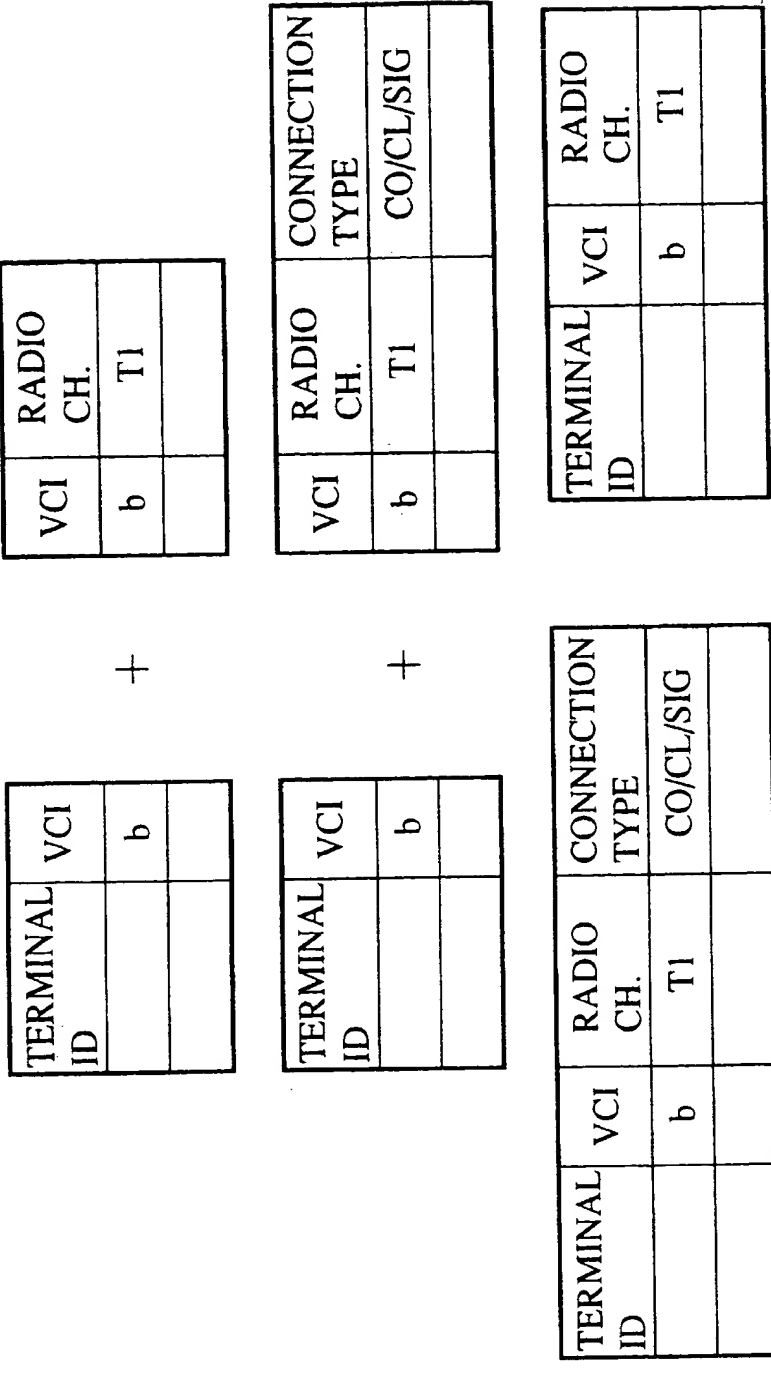 TERMINAL ID VCI
b
+
VCI RADIO CH.
b T1
TERMINAL ID VCI
b
+
VCI RADIO CH. CONNECTION TYPE
b T1 CO/CL/SIG
TERMINAL ID VCI RADIO CH. CONNECTION TYPE
b T1 CO/CL/SIG
TERMINAL ID VCI RADIO CH.
b T1